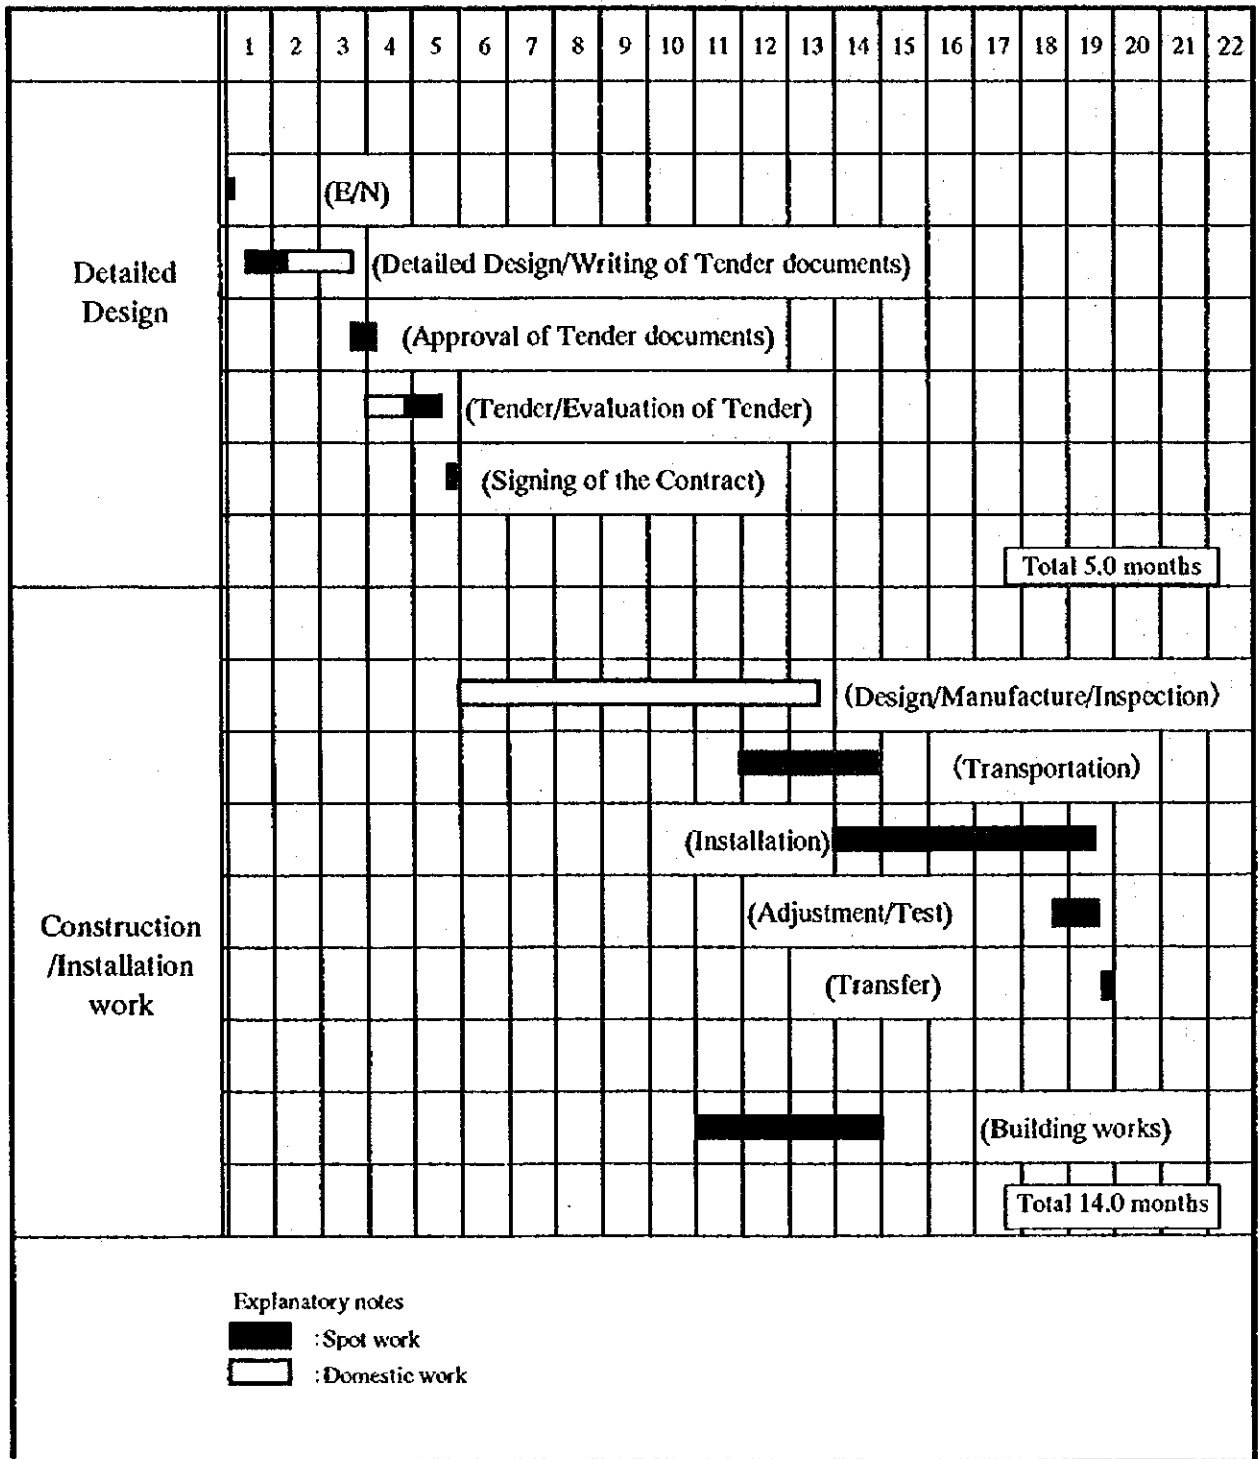 1 2 3 4 5 6 7 8 9 10 11 12 13 14 15 16 17 18 19 20 21 22
Detailed
Design
(E/N)
(Detailed Design/Writing of Tender documents)
(Approval of Tender documents)
(Tender/Evaluation of Tender)
(Signing of the Contract)
Total 5.0 months
Construction
/Installation
work
(Design/Manufacture/Inspection)
(Transportation)
(Installation)
(Adjustment/Test)
(Transfer)
(Building works)
Total 14.0 months
Explanatory notes
:Spot work
:Domestic work